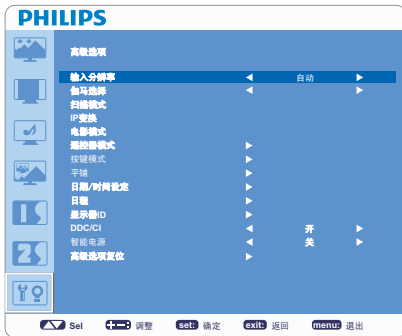 PHILIPS
高级选项
输入分辨率 自动
伽马选择
扫描模式
IP变换
电影模式
遥控器模式
按键模式
平铺
日期/时间设定
日程
显示器ID
DDC/CI 开
智能电源 关
高级选项复位
Sel 调整 set: 确定 exit: 返回 menu: 退出